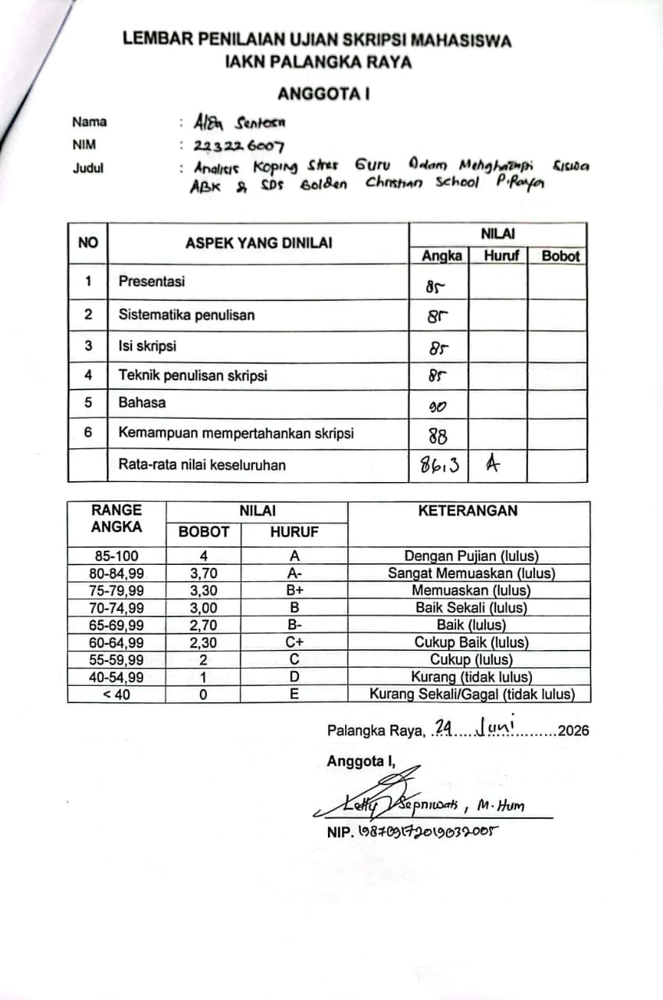 LEMBAR PENILAIAN UJIAN SKRIPSI MAHASISWA
IAKN PALANGKA RAYA
ANGGOTA I
Nama :
NIM : 223226007
Judul : Analisis Koping Stres Guru Dalam Menghadapi Siswa
ABK di SDS Golden Christian School P.Raya
NO ASPEK YANG DINILAI NILAI
Angka Huruf Bobot
1 Presentasi 85
2 Sistematika penulisan 85
3 Isi skripsi 85
4 Teknik penulisan skripsi 85
5 Bahasa 90
6 Kemampuan mempertahankan skripsi 88
Rata-rata nilai keseluruhan 86,3 A
RANGE ANGKA NILAI KETERANGAN
BOBOT HURUF
85-100 4 A Dengan Pujian (lulus)
80-84,99 3,70 A- Sangat Memuaskan (lulus)
75-79,99 3,30 B+ Memuaskan (lulus)
70-74,99 3,00 B Baik Sekali (lulus)
65-69,99 2,70 B- Baik (lulus)
60-64,99 2,30 C+ Cukup Baik (lulus)
55-59,99 2 C Cukup (lulus)
40-54,99 1 D Kurang (tidak lulus)
< 40 0 E Kurang Sekali/Gagal (tidak lulus)
Palangka Raya, 24 Juni 2026
Anggota I,
Letty Sepniwati, M.Hum
NIP. 198709172019032005